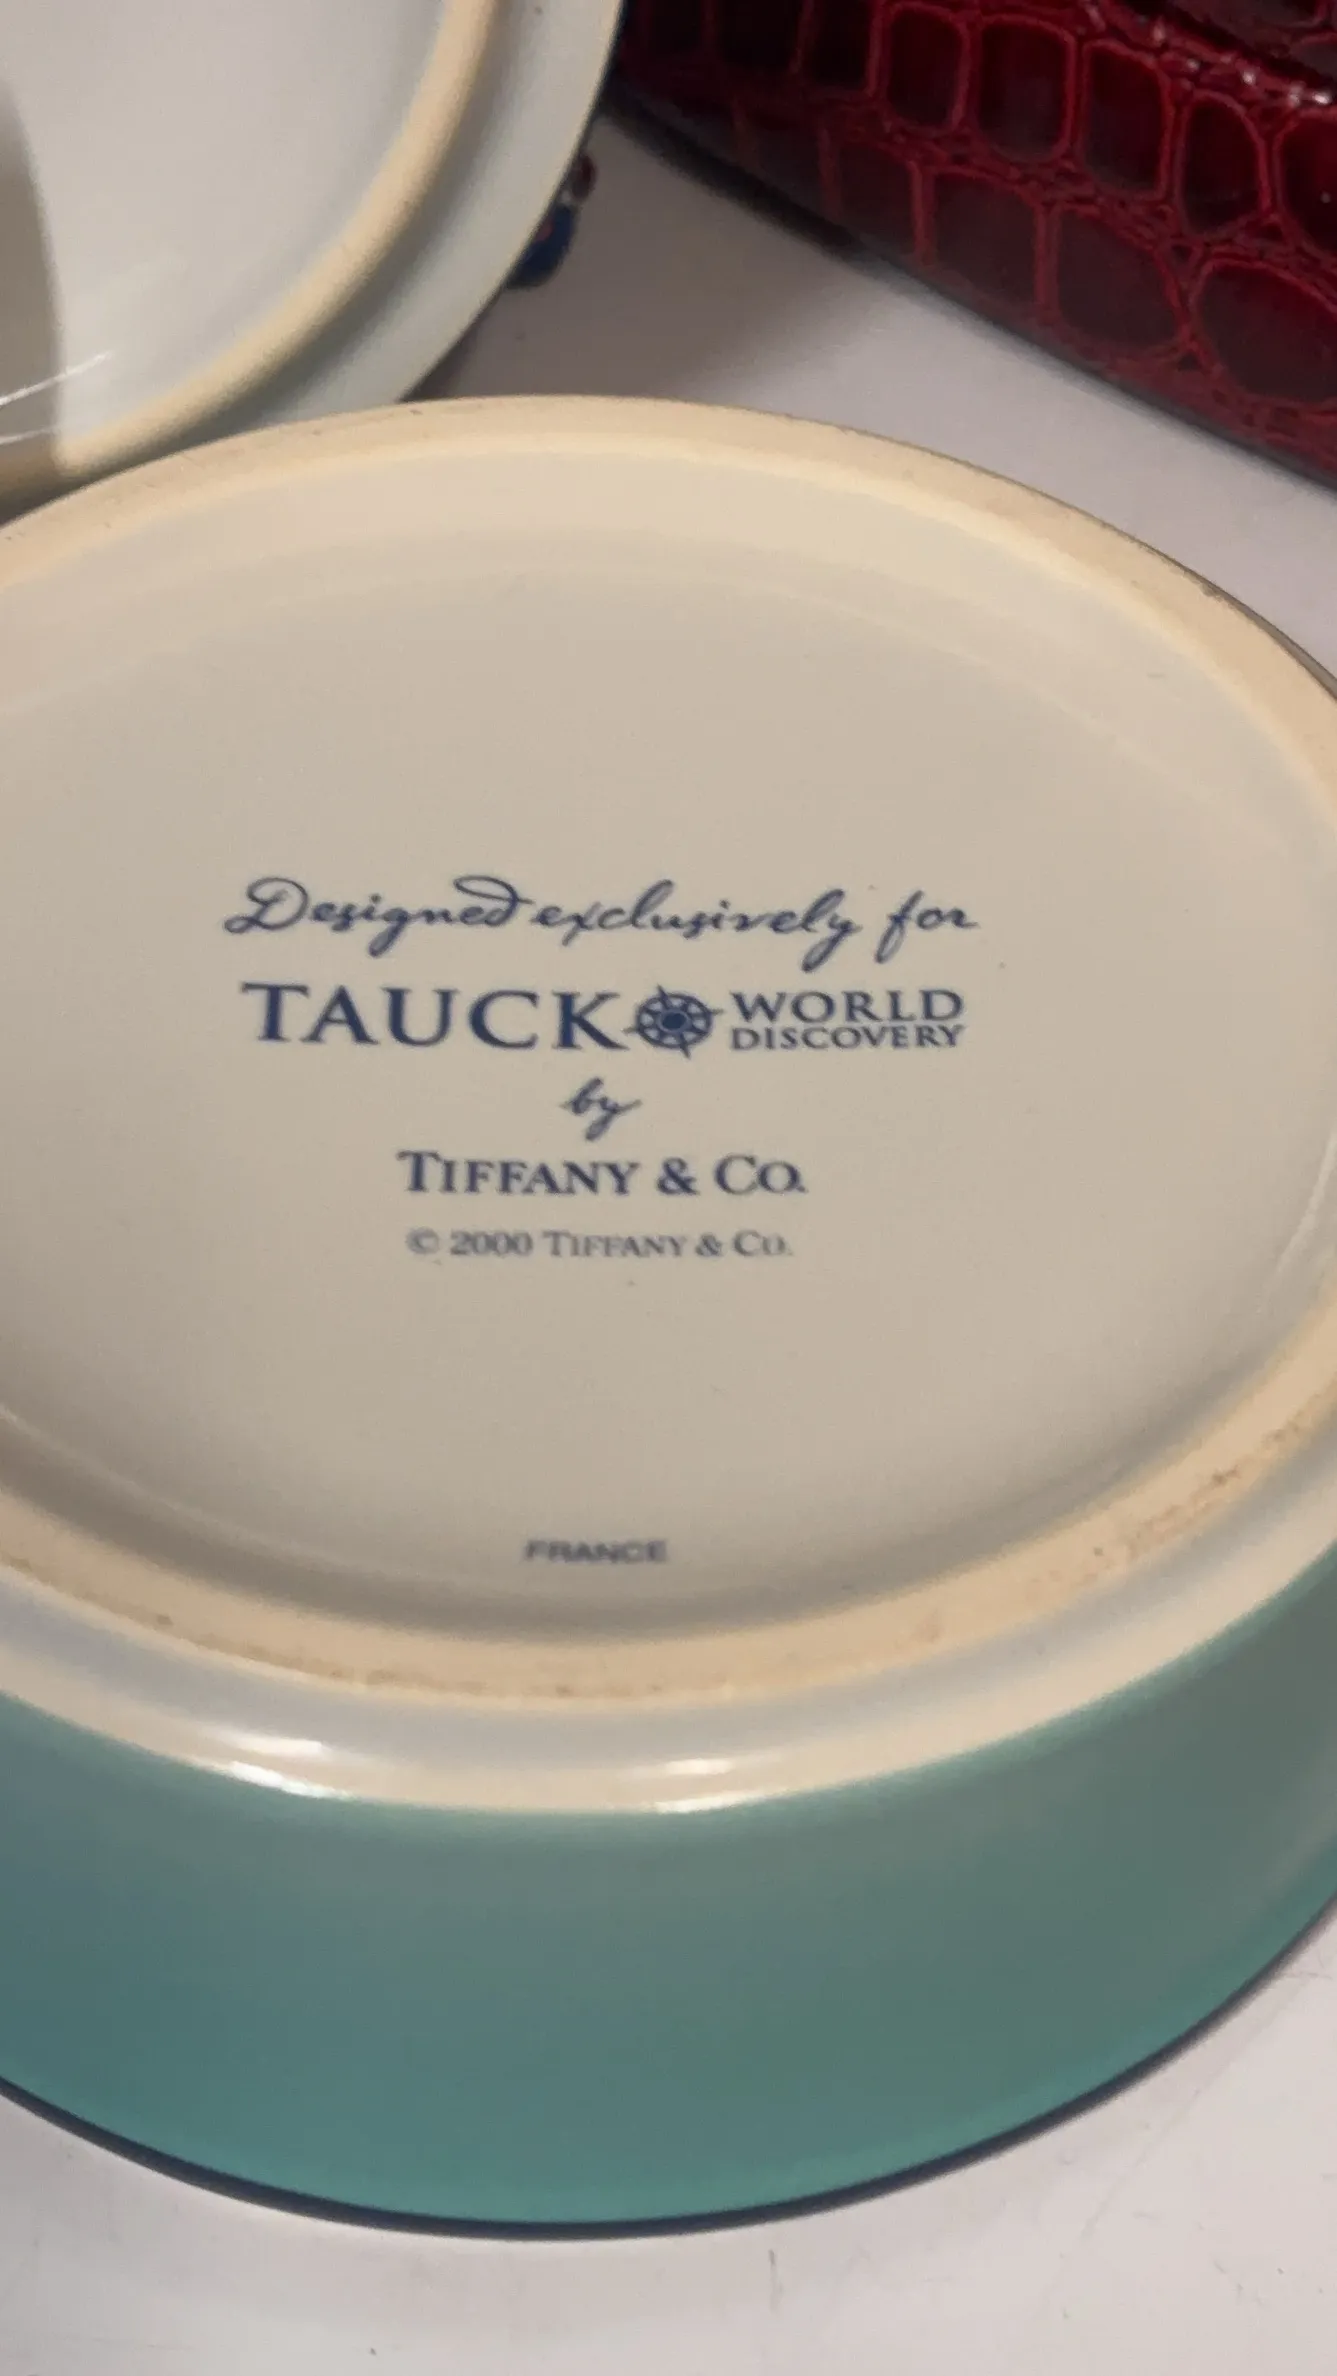 Designed exclusively for
TAUCK WORLD
DISCOVERY
by
TIFFANY & CO.
© 2000 TIFFANY & CO.
FRANCE